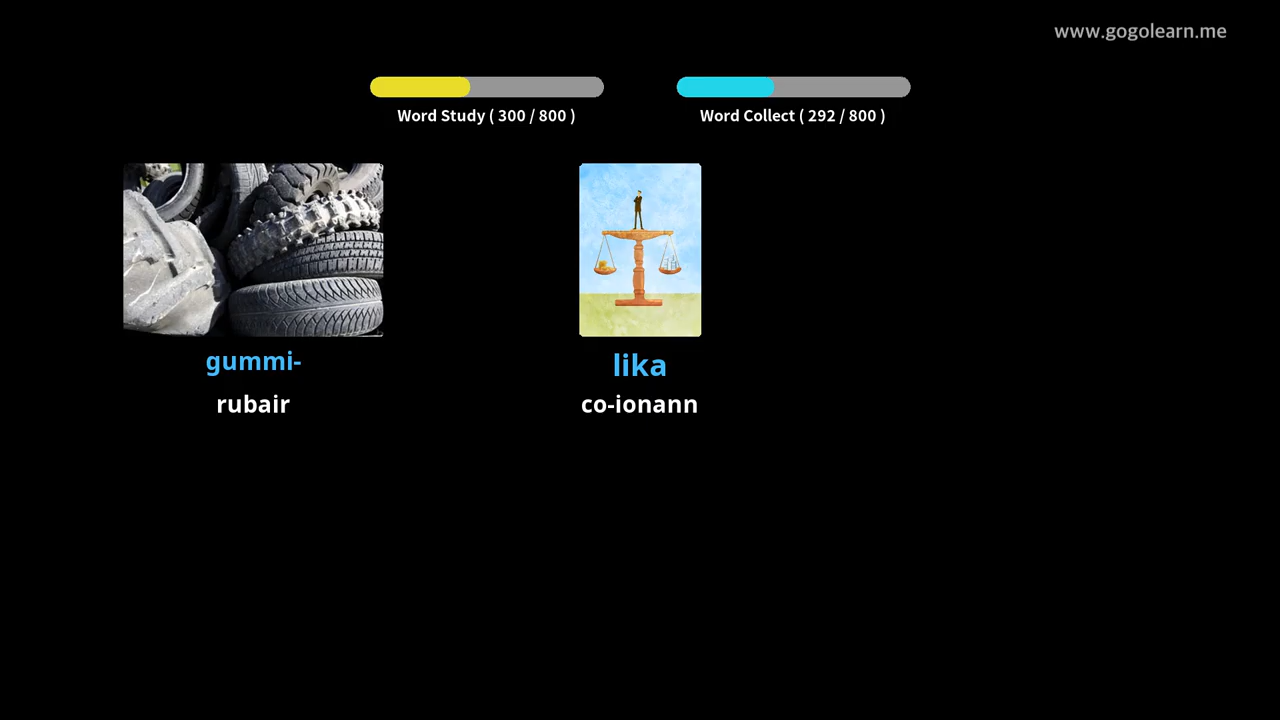 www.gogolearn.me
Word Study ( 300 / 800 )
Word Collect ( 292 / 800 )
gummi-
rubair
lika
co-ionann